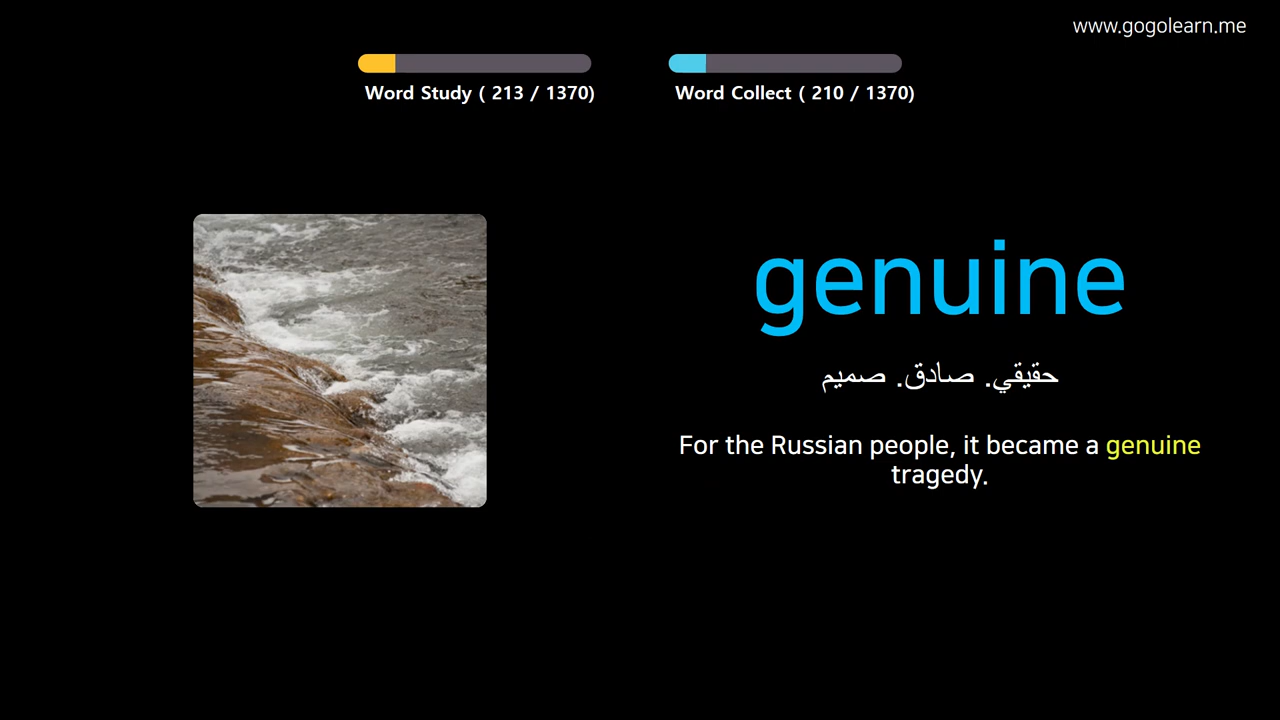 www.gogolearn.me
Word Study ( 213 / 1370)
Word Collect ( 210 / 1370)
genuine
حقيقي. صادق. صميم
For the Russian people, it became a genuine
tragedy.